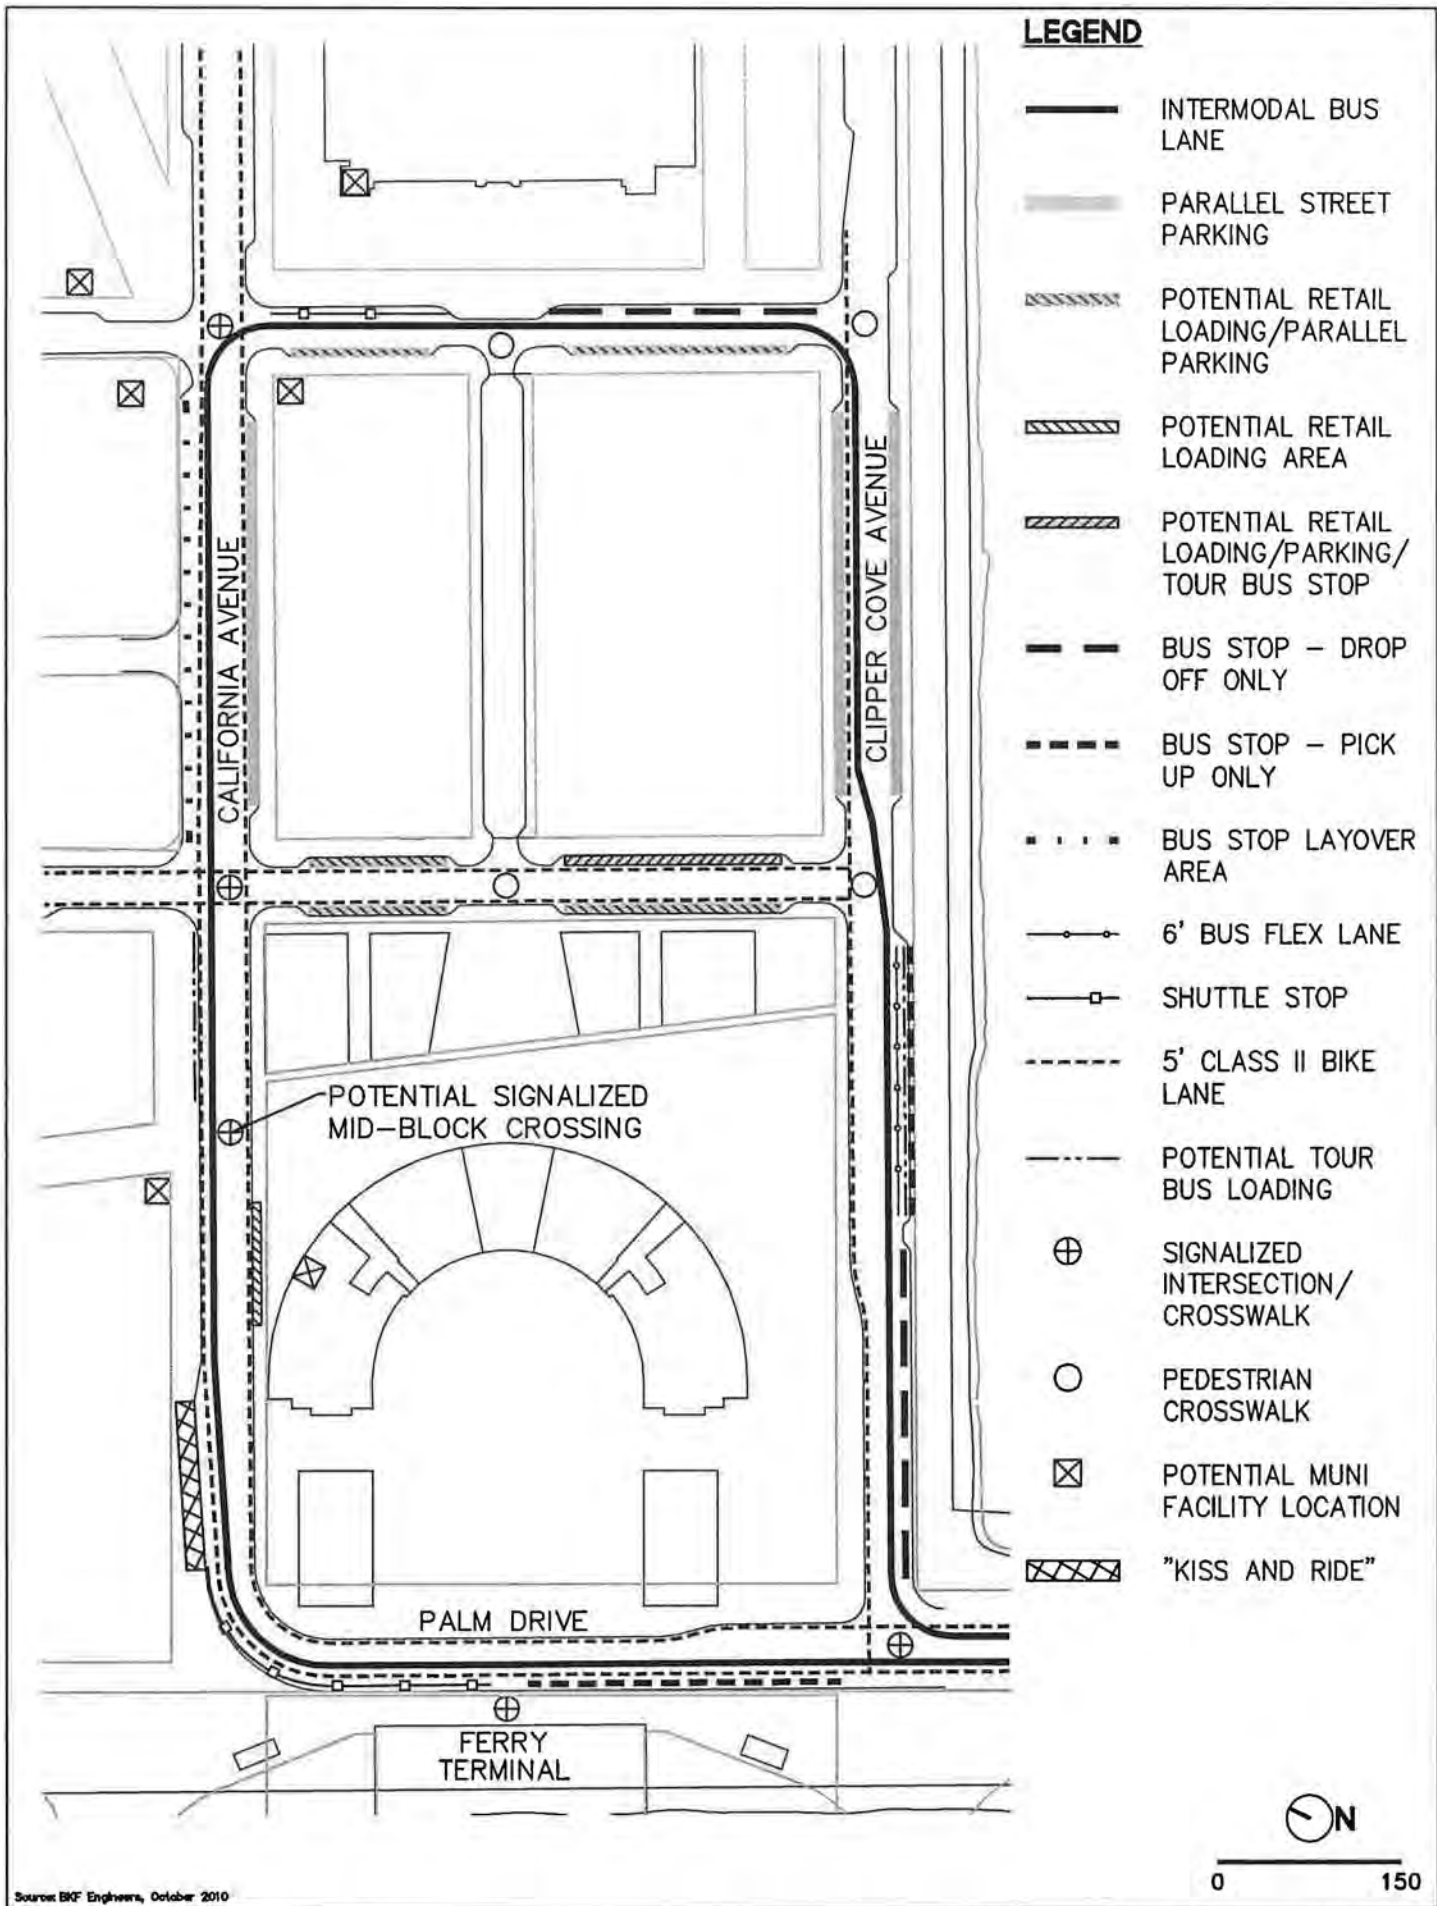 LEGEND
INTERMODAL BUS
LANE
PARALLEL STREET
PARKING
POTENTIAL RETAIL
LOADING/PARALLEL
PARKING
POTENTIAL RETAIL
LOADING AREA
POTENTIAL RETAIL
LOADING/PARKING/
TOUR BUS STOP
BUS STOP – DROP
OFF ONLY
BUS STOP – PICK
UP ONLY
BUS STOP LAYOVER
AREA
6' BUS FLEX LANE
SHUTTLE STOP
5' CLASS II BIKE
LANE
POTENTIAL TOUR
BUS LOADING
SIGNALIZED
INTERSECTION/
CROSSWALK
PEDESTRIAN
CROSSWALK
POTENTIAL MUNI
FACILITY LOCATION
"KISS AND RIDE"
CALIFORNIA AVENUE
CLIPPER COVE AVENUE
POTENTIAL SIGNALIZED
MID–BLOCK CROSSING
PALM DRIVE
FERRY
TERMINAL
N
0 150
Source: BKF Engineers, October 2010